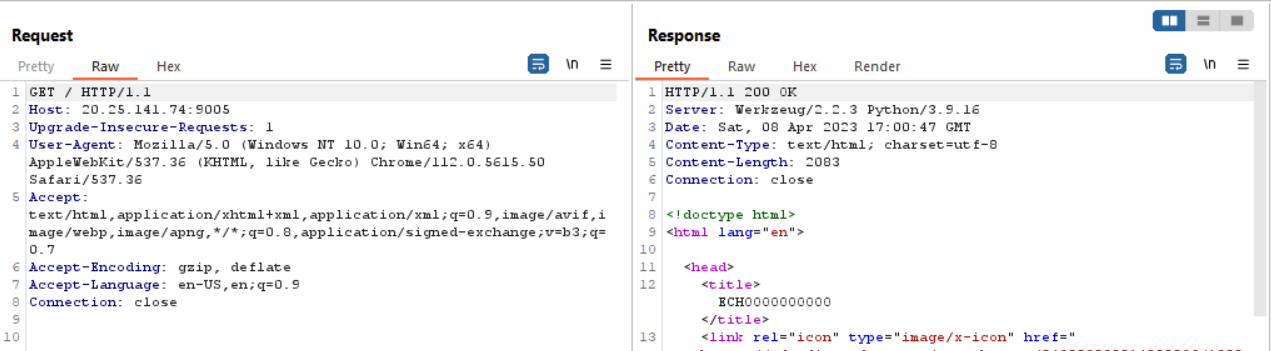 Request
Pretty Raw Hex
\n
1 GET / HTTP/1.1
2 Host: 20.25.141.74:9005
3 Upgrade-Insecure-Requests: 1
4 User-Agent: Mozilla/5.0 (Windows NT 10.0; Win64; x64)
AppleWebKit/537.36 (KHTML, like Gecko) Chrome/112.0.5615.50
Safari/537.36
5 Accept:
text/html,application/xhtml+xml,application/xml;q=0.9,image/avif,i
mage/webp,image/apng,*/*;q=0.8,application/signed-exchange;v=b3;q=
0.7
6 Accept-Encoding: gzip, deflate
7 Accept-Language: en-US,en;q=0.9
8 Connection: close
9
10
Response
Pretty Raw Hex Render
\n
1 HTTP/1.1 200 OK
2 Server: Werkzeug/2.2.3 Python/3.9.16
3 Date: Sat, 08 Apr 2023 17:00:47 GMT
4 Content-Type: text/html; charset=utf-8
5 Content-Length: 2083
6 Connection: close
7
8 <!doctype html>
9 <html lang="en">
10
11 <head>
12 <title>
ECHOOOOOOOOOO
</title>
13 <link rel="icon" type="image/x-icon" href="